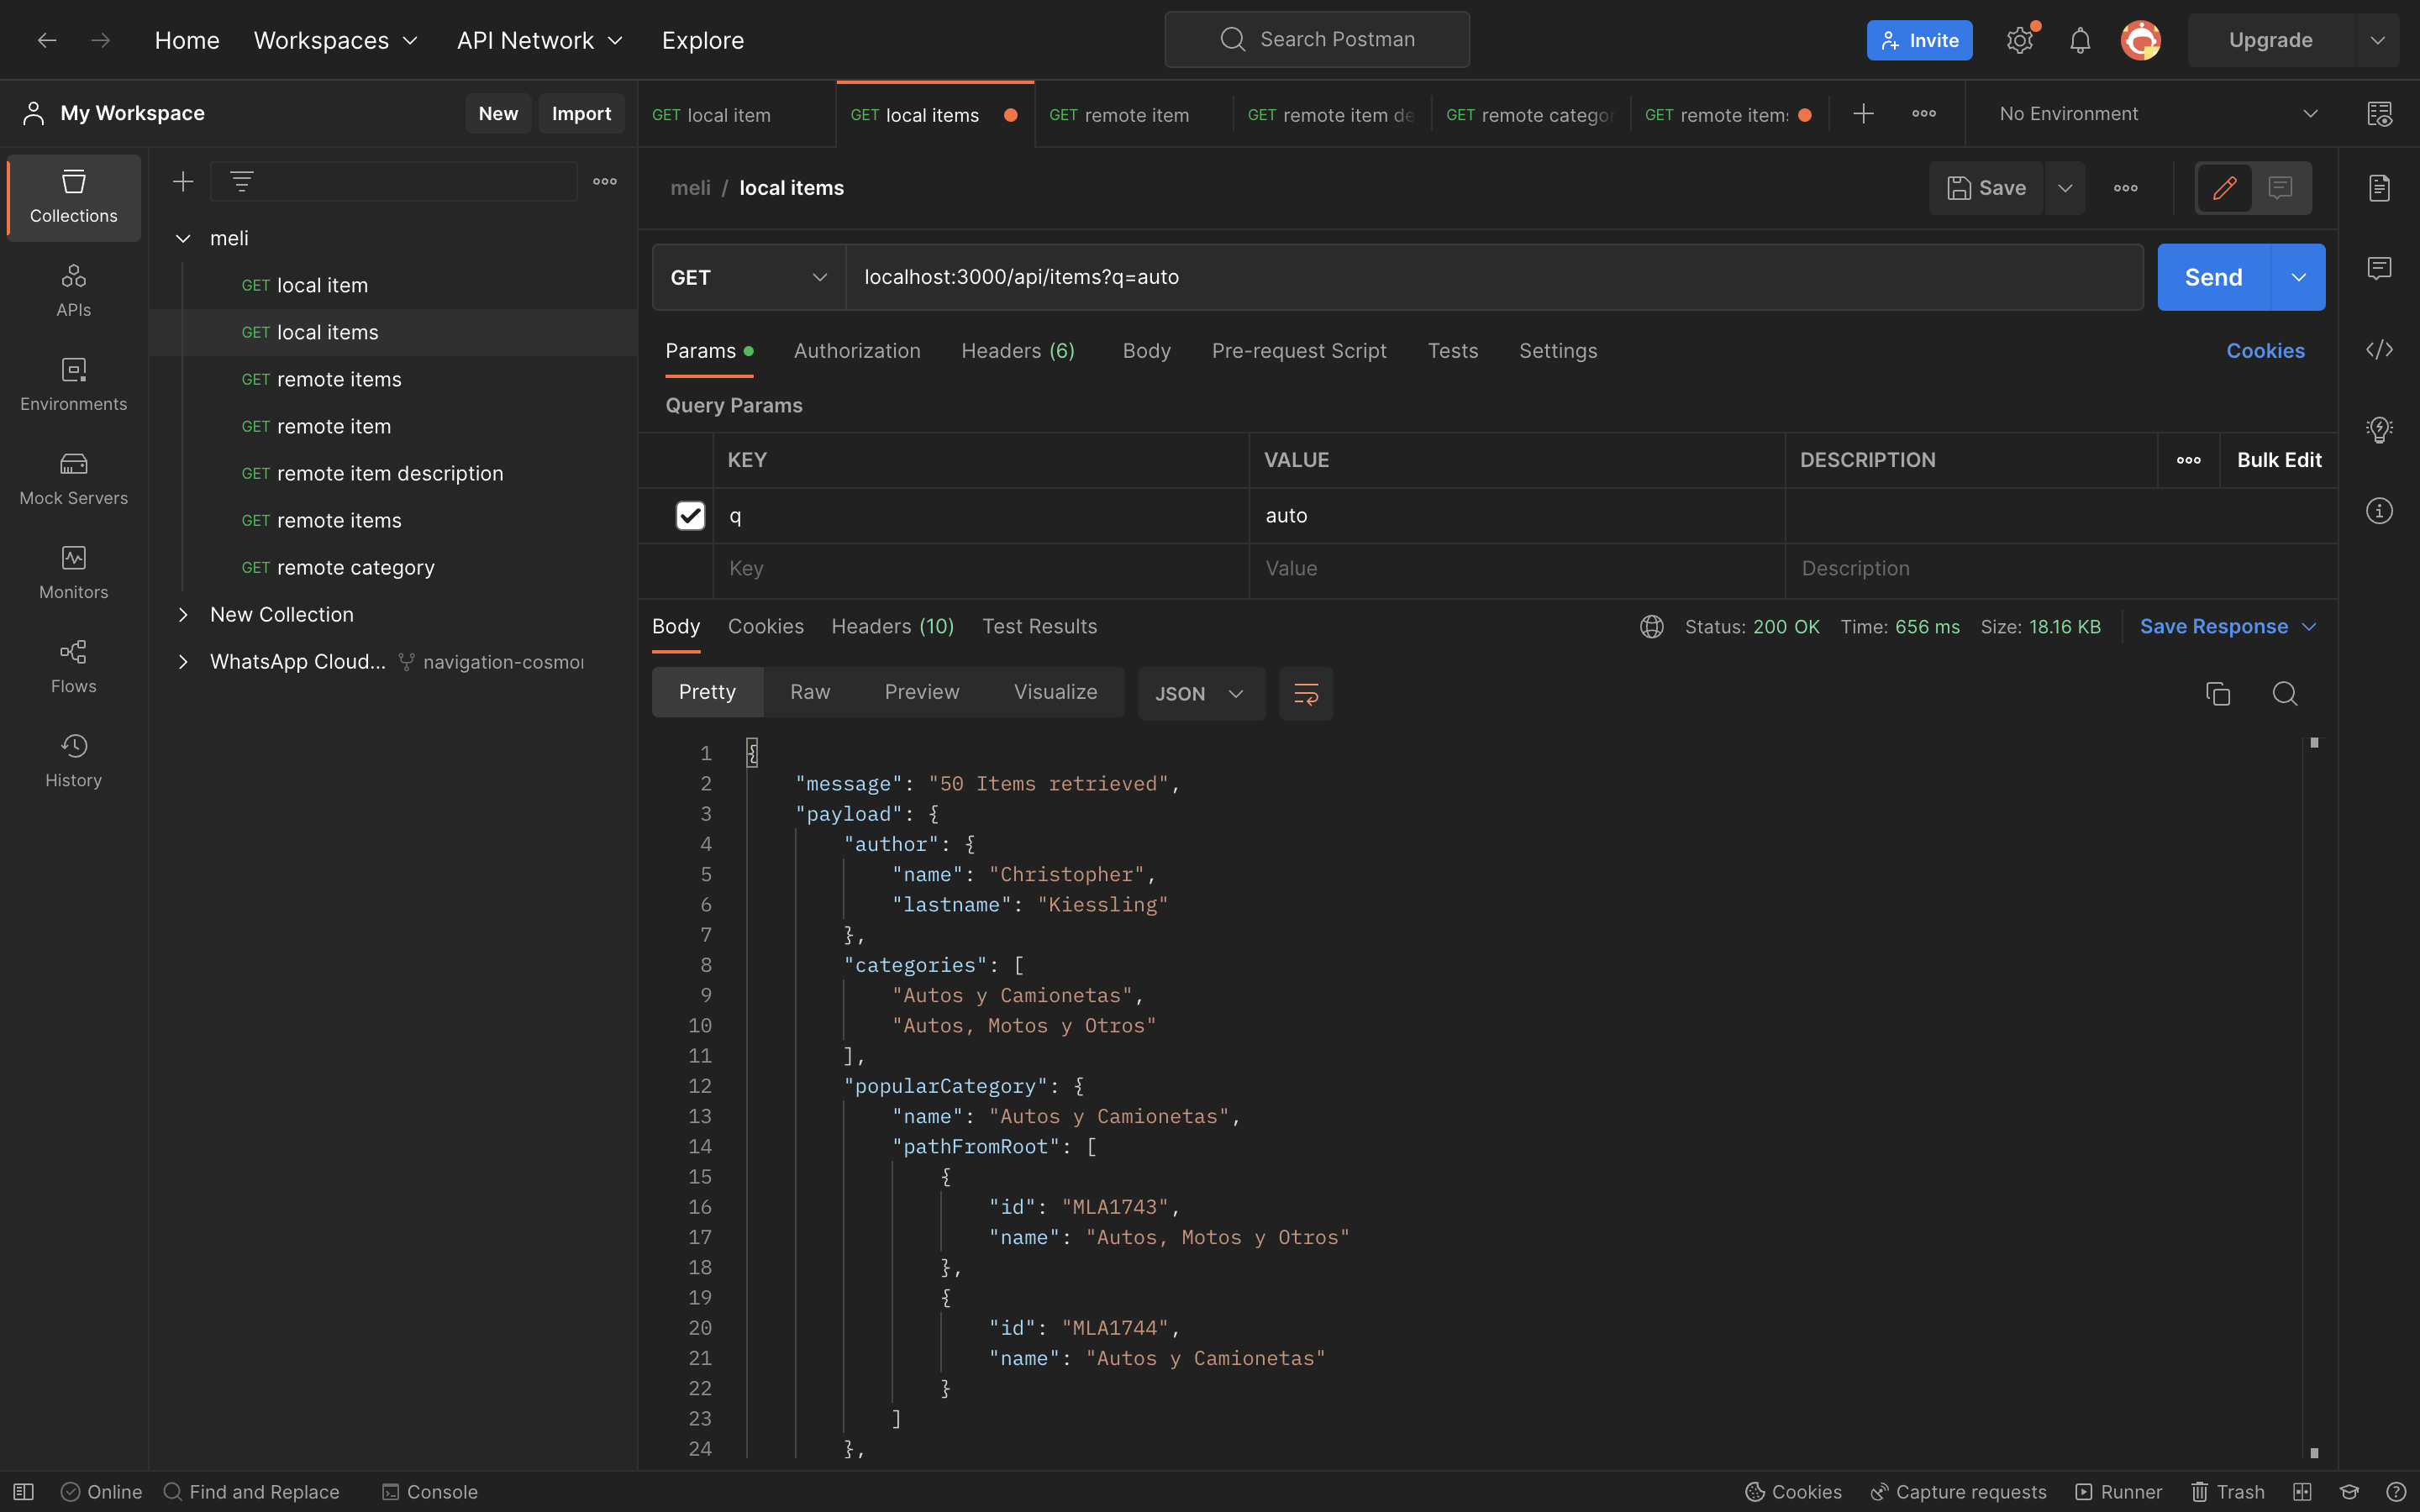 Home Workspaces API Network Explore Search Postman Invite Upgrade
My Workspace New Import
GET local item GET local items GET remote item GET remote item de GET remote catego GET remote item No Environment
Collections
APIs
Environments
Mock Servers
Monitors
Flows
History
meli
GET local item
GET local items
GET remote items
GET remote item
GET remote item description
GET remote items
GET remote category
New Collection
WhatsApp Cloud... navigation-cosmo
meli / local items Save
GET localhost:3000/api/items?q=auto Send
Params Authorization Headers (6) Body Pre-request Script Tests Settings Cookies
Query Params
KEY VALUE DESCRIPTION Bulk Edit
q auto
Key Value Description
Body Cookies Headers (10) Test Results Status: 200 OK Time: 656 ms Size: 18.16 KB Save Response
Pretty Raw Preview Visualize JSON
1 {
2 "message": "50 Items retrieved",
3 "payload": {
4 "author": {
5 "name": "Christopher",
6 "lastname": "Kiessling"
7 },
8 "categories": [
9 "Autos y Camionetas",
10 "Autos, Motos y Otros"
11 ],
12 "popularCategory": {
13 "name": "Autos y Camionetas",
14 "pathFromRoot": [
15 {
16 "id": "MLA1743",
17 "name": "Autos, Motos y Otros"
18 },
19 {
20 "id": "MLA1744",
21 "name": "Autos y Camionetas"
22 }
23 ]
24 },
Online Find and Replace Console Cookies Capture requests Runner Trash